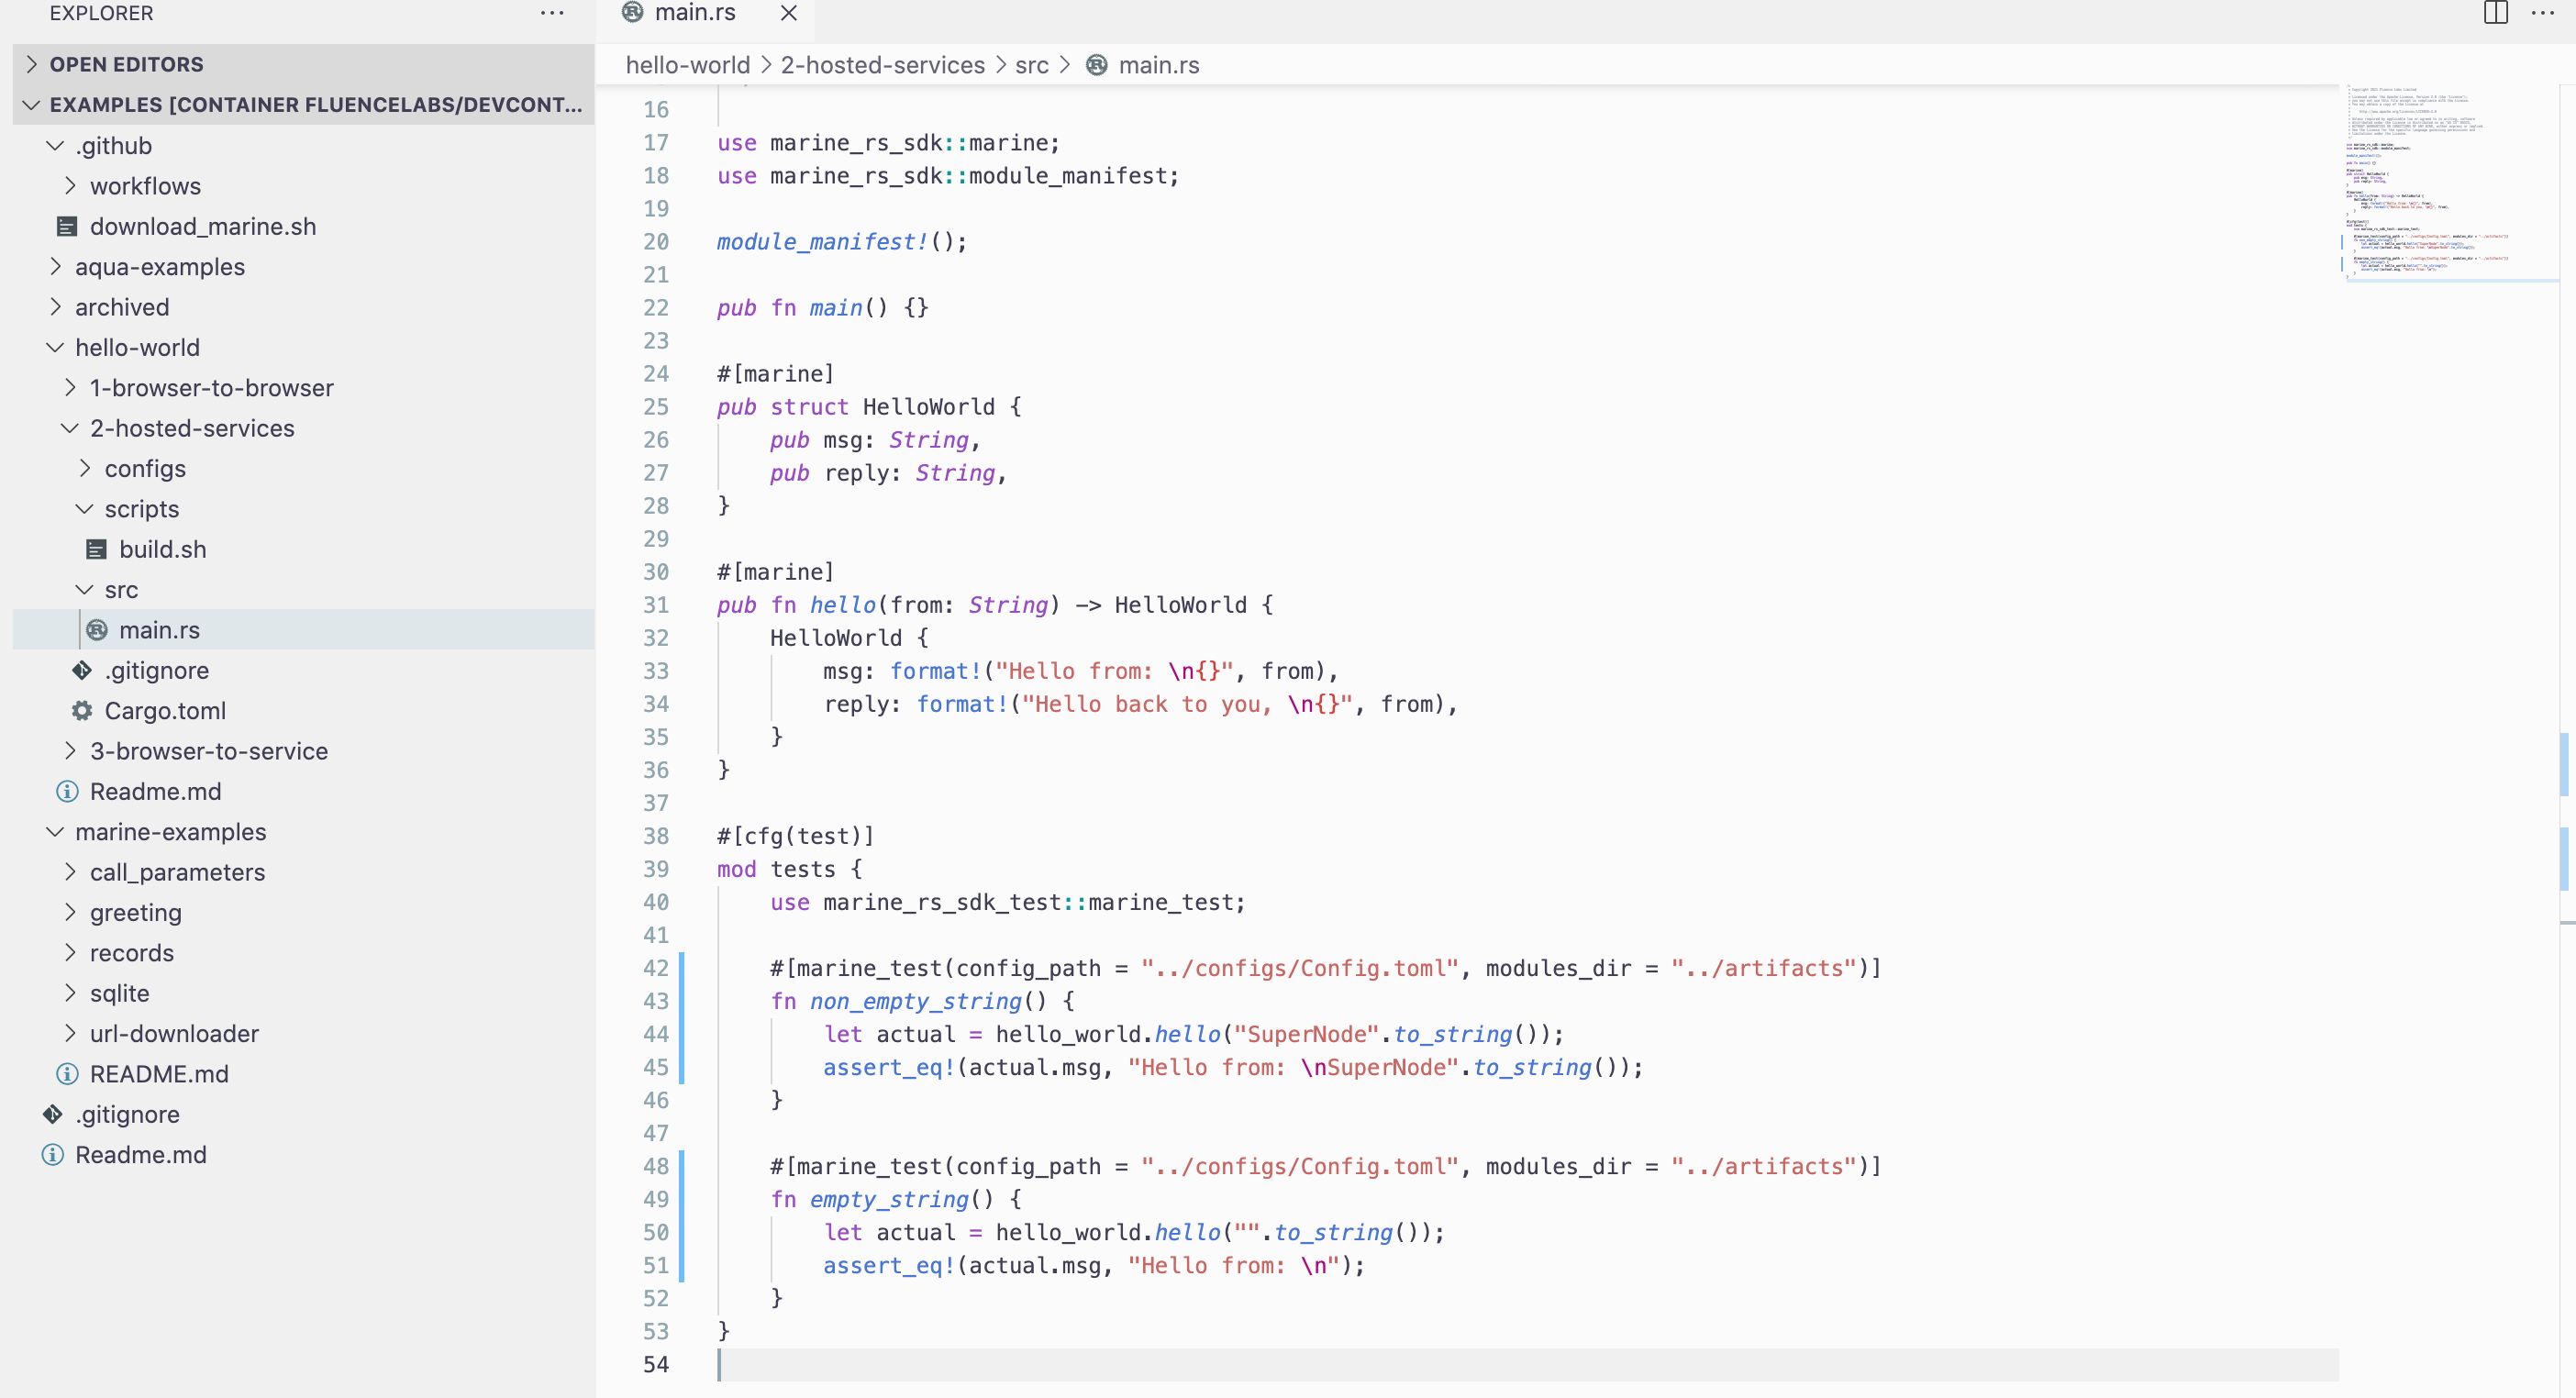 EXPLORER
OPEN EDITORS
EXAMPLES [CONTAINER FLUENCELABS/DEVCONT...
.github
workflows
download_marine.sh
aqua-examples
archived
hello-world
1-browser-to-browser
2-hosted-services
configs
scripts
build.sh
src
main.rs
.gitignore
Cargo.toml
3-browser-to-service
Readme.md
marine-examples
call_parameters
greeting
records
sqlite
url-downloader
README.md
.gitignore
Readme.md
main.rs
hello-world > 2-hosted-services > src > main.rs
16
17 use marine_rs_sdk::marine;
18 use marine_rs_sdk::module_manifest;
19
20 module_manifest!();
21
22 pub fn main() {}
23
24 #[marine]
25 pub struct HelloWorld {
26     pub msg: String,
27     pub reply: String,
28 }
29
30 #[marine]
31 pub fn hello(from: String) -> HelloWorld {
32     HelloWorld {
33         msg: format!("Hello from: \n{}", from),
34         reply: format!("Hello back to you, \n{}", from),
35     }
36 }
37
38 #[cfg(test)]
39 mod tests {
40     use marine_rs_sdk_test::marine_test;
41
42     #[marine_test(config_path = "../configs/Config.toml", modules_dir = "../artifacts")]
43     fn non_empty_string() {
44         let actual = hello_world.hello("SuperNode".to_string());
45         assert_eq!(actual.msg, "Hello from: \nSuperNode".to_string());
46     }
47
48     #[marine_test(config_path = "../configs/Config.toml", modules_dir = "../artifacts")]
49     fn empty_string() {
50         let actual = hello_world.hello("".to_string());
51         assert_eq!(actual.msg, "Hello from: \n");
52     }
53 }
54